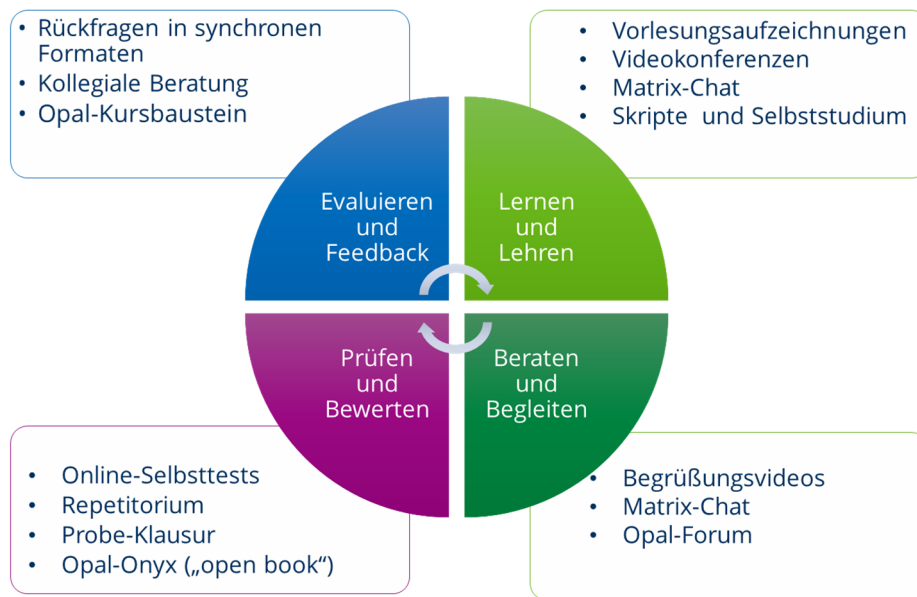 • Rückfragen in synchronen
Formaten
• Kollegiale Beratung
• Opal-Kursbaustein
• Vorlesungsaufzeichnungen
• Videokonferenzen
• Matrix-Chat
• Skripte und Selbststudium
Evaluieren
und
Feedback
Lernen
und
Lehren
Prüfen
und
Bewerten
Beraten
und
Begleiten
• Online-Selbsttests
• Repetitorium
• Probe-Klausur
• Opal-Onyx („open book“)
• Begrüßungsvideos
• Matrix-Chat
• Opal-Forum